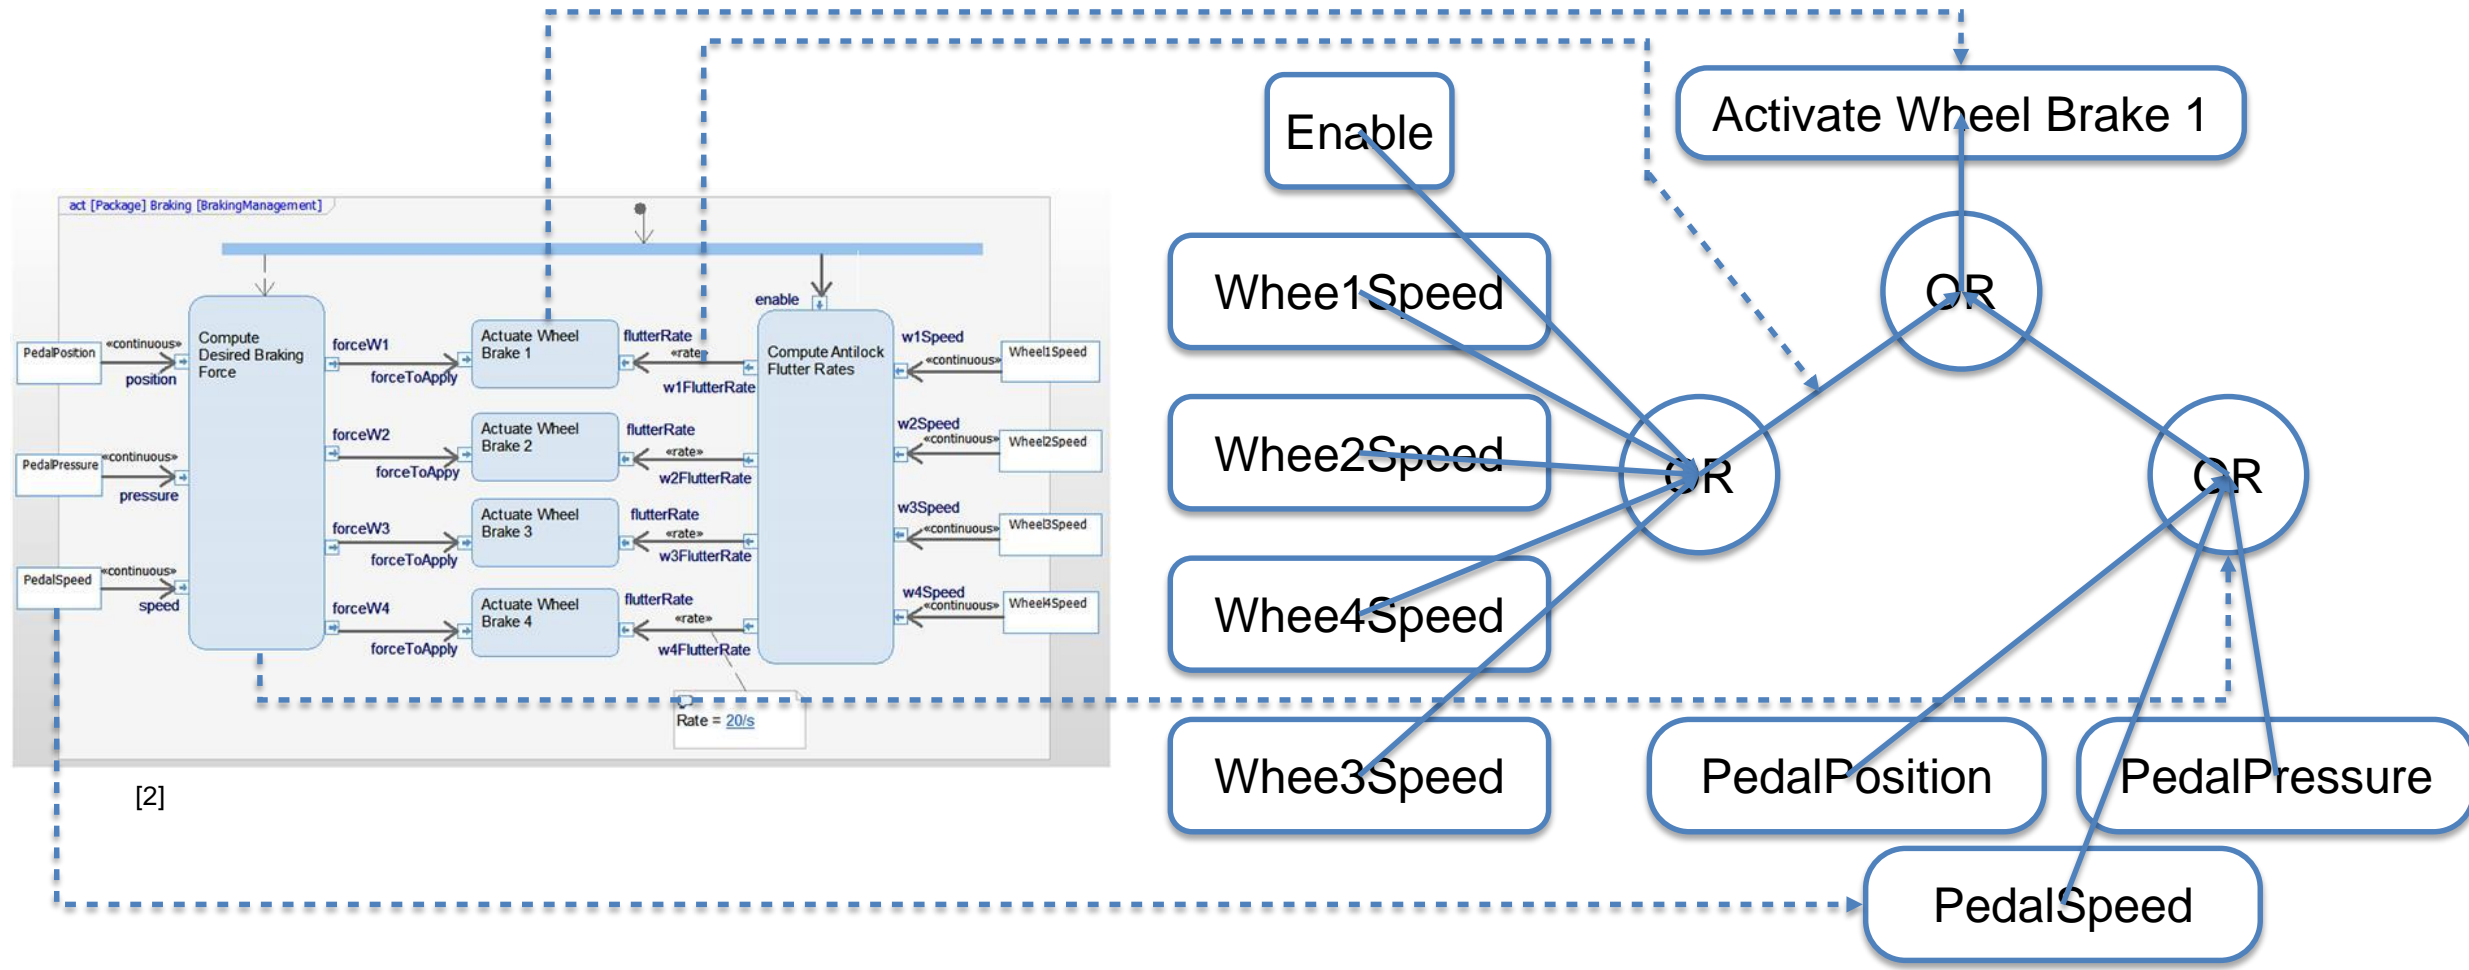 act [Package] Braking [BrakingManagement]
PedalPosition
«continuous»
position
PedalPressure
«continuous»
pressure
PedalSpeed
«continuous»
speed
Compute
Desired Braking
Force
forceW1
forceToApply
forceW2
forceToAppy
forceW3
forceToApply
forceW4
forceToApply
Actuate Wheel
Brake 1
Actuate Wheel
Brake 2
Actuate Wheel
Brake 3
Actuate Wheel
Brake 4
flutterRate
«rate»
w1FlutterRate
flutterRate
«rate»
w2FlutterRate
flutterRate
«rate»
w3FlutterRate
flutterRate
«rate»
w4FlutterRate
enable
Compute Antilock
Flutter Rates
w1Speed
«continuous»
Wheel1Speed
w2Speed
«continuous»
Wheel2Speed
w3Speed
«continuous»
Wheel3Speed
w4Speed
«continuous»
Wheel4Speed
Rate = 20/s
[2]
Enable
Whee1Speed
Whee2Speed
Whee4Speed
Whee3Speed
Activate Wheel Brake 1
OR
OR
OR
PedalPosition
PedalPressure
PedalSpeed